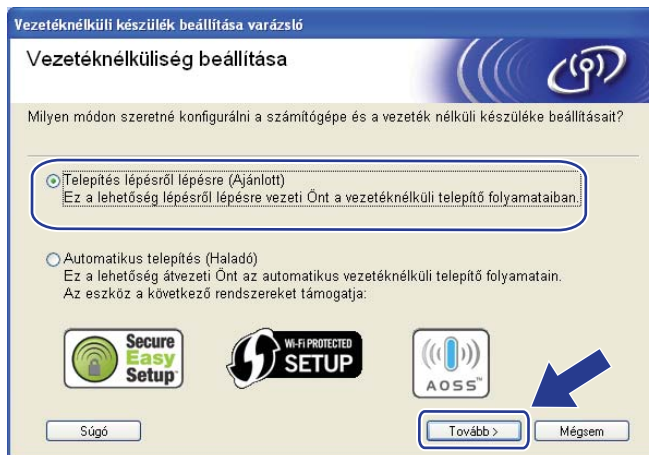 Vezetéknélküli készülék beállítása varázsló
Vezetéknélküliség beállítása
Milyen módon szeretné konfigurálni a számítógépe és a vezeték nélküli készüléke beállításait?
Telepítés lépésről lépésre (Ajánlott)
Ez a lehetőség lépésről lépésre vezeti Önt a vezetéknélküli telepítő folyamataiban.
Automatikus telepítés (Haladó)
Ez a lehetőség átvezeti Önt az automatikus vezetéknélküli telepítő folyamatain.
Az eszköz a következő rendszereket támogatja:
Secure
Easy
Setup
Wi-Fi PROTECTED
SETUP
AOSS™
Súgó
Tovább >
Mégsem